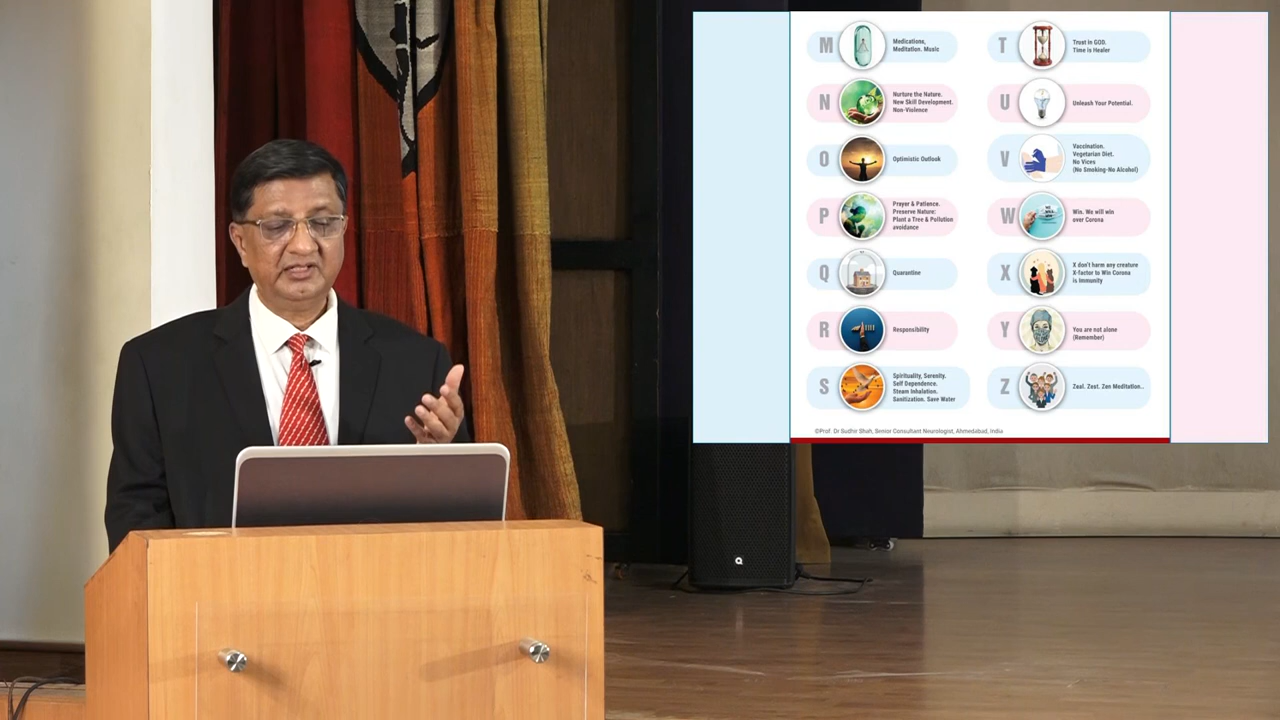 M
Medications,
Meditation. Music
N
Nurture the Nature.
New Skill Development.
Non-Violence
O
Optimistic Outlook
P
Prayer & Patience.
Preserve Nature:
Plant a Tree & Pollution
avoidance
Q
Quarantine
R
Responsibility
S
Spirituality, Serenity.
Self Dependence.
Steam Inhalation.
Sanitization. Save Water
T
Trust in GOD.
Time is Healer
U
Unleash Your Potential.
V
Vaccination.
Vegetarian Diet.
No Vices
(No Smoking-No Alcohol)
W
Win. We will win
over Corona
X
X don't harm any creature
X-factor to Win Corona
is Immunity
Y
You are not alone
(Remember)
Z
Zeal. Zest. Zen Meditation..
©Prof. Dr Sudhir Shah, Senior Consultant Neurologist, Ahmedabad, India